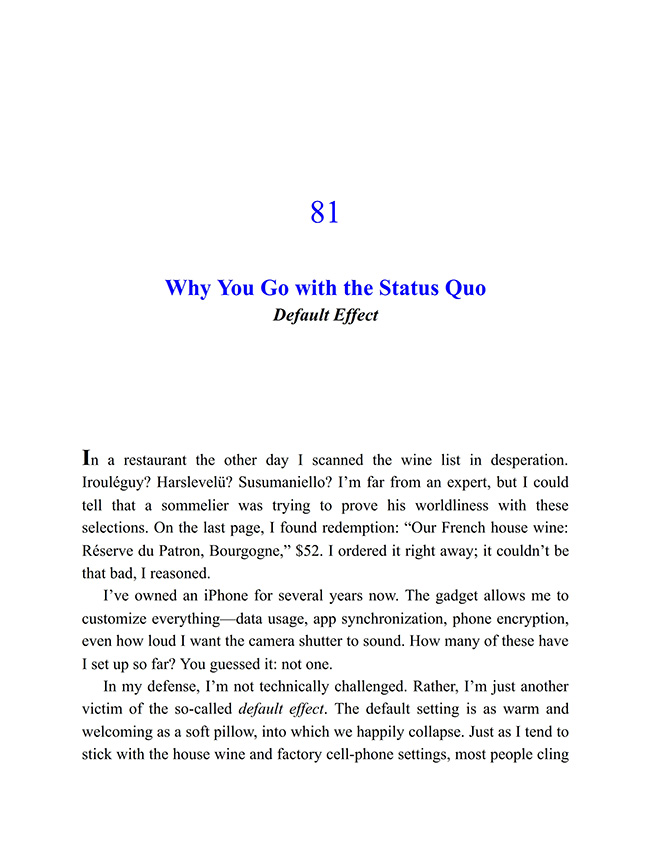 81
Why You Go with the Status Quo
Default Effect
In a restaurant the other day I scanned the wine list in desperation.
Irouléguy? Harslevelü? Susumaniello? I’m far from an expert, but I could
tell that a sommelier was trying to prove his worldliness with these
selections. On the last page, I found redemption: “Our French house wine:
Réserve du Patron, Bourgogne,” $52. I ordered it right away; it couldn’t be
that bad, I reasoned.
I’ve owned an iPhone for several years now. The gadget allows me to
customize everything—data usage, app synchronization, phone encryption,
even how loud I want the camera shutter to sound. How many of these have
I set up so far? You guessed it: not one.
In my defense, I’m not technically challenged. Rather, I’m just another
victim of the so-called default effect. The default setting is as warm and
welcoming as a soft pillow, into which we happily collapse. Just as I tend to
stick with the house wine and factory cell-phone settings, most people cling